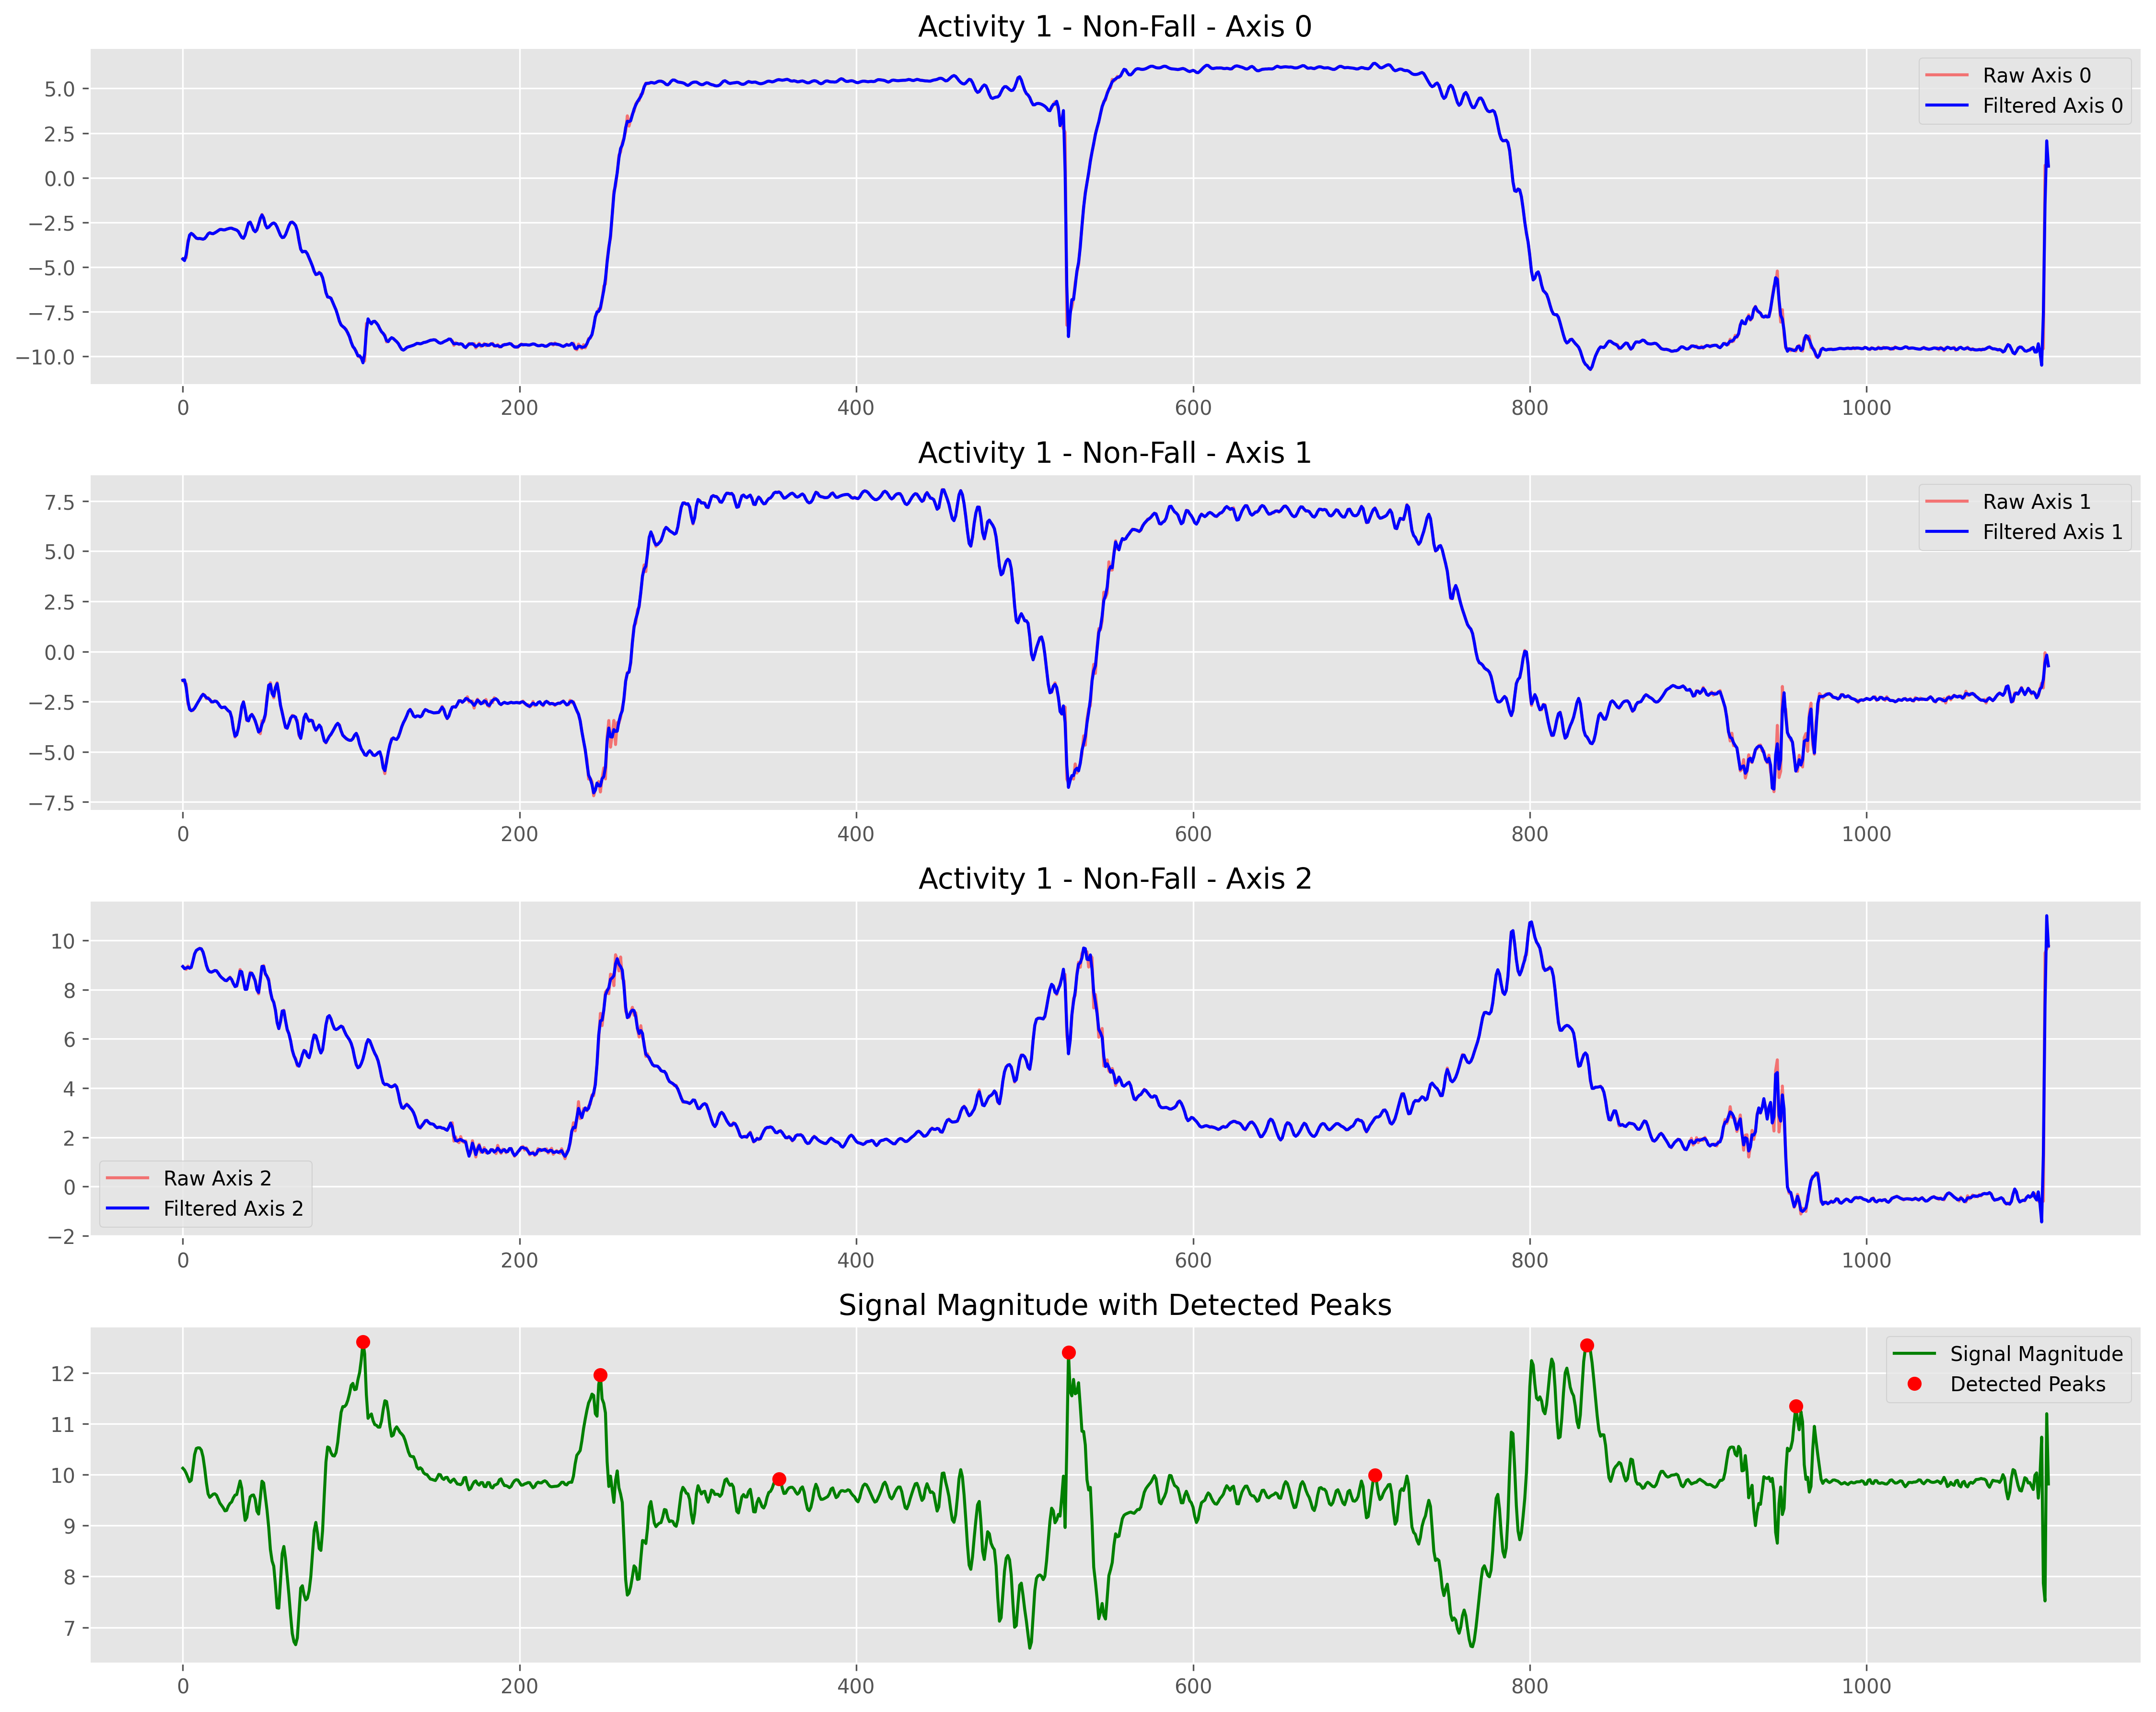 Activity 1 - Non-Fall - Axis 0
5.0
2.5
0.0
−2.5
−5.0
−7.5
−10.0
Raw Axis 0
Filtered Axis 0
0 200 400 600 800 1000
Activity 1 - Non-Fall - Axis 1
7.5
5.0
2.5
0.0
−2.5
−5.0
−7.5
Raw Axis 1
Filtered Axis 1
0 200 400 600 800 1000
Activity 1 - Non-Fall - Axis 2
10
8
6
4
2
0
−2
Raw Axis 2
Filtered Axis 2
0 200 400 600 800 1000
Signal Magnitude with Detected Peaks
12
11
10
9
8
7
Signal Magnitude
Detected Peaks
0 200 400 600 800 1000